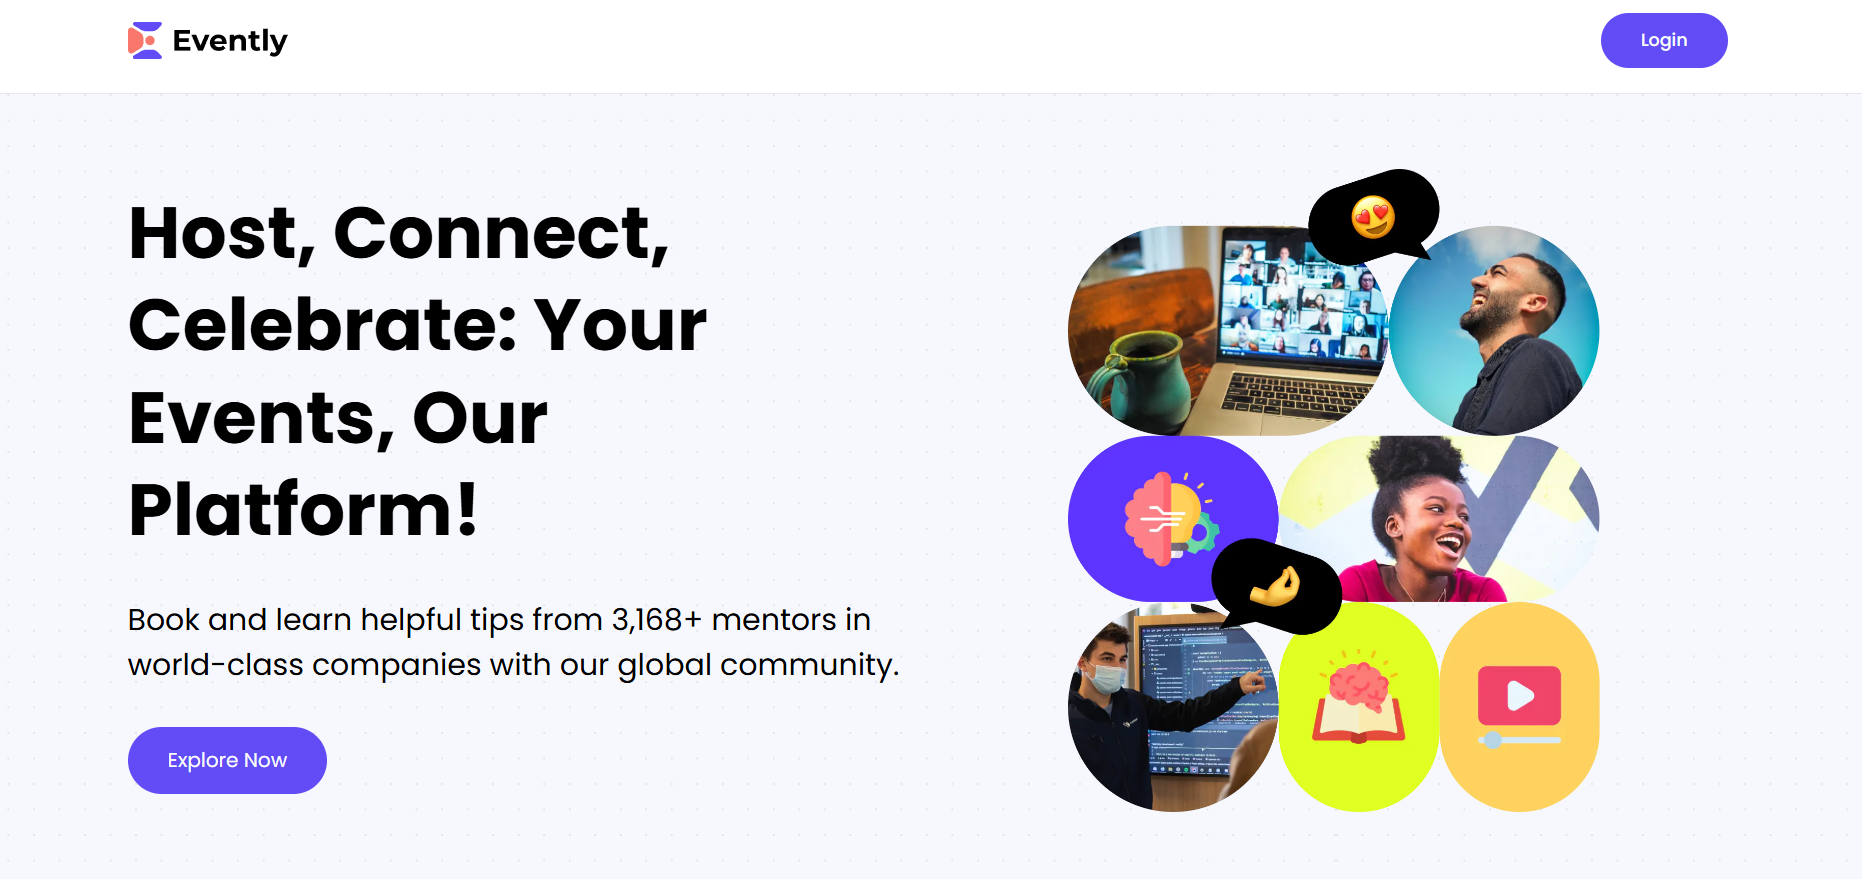 Evently
Login
Host, Connect,
Celebrate: Your
Events, Our
Platform!
Book and learn helpful tips from 3,168+ mentors in
world-class companies with our global community.
Explore Now